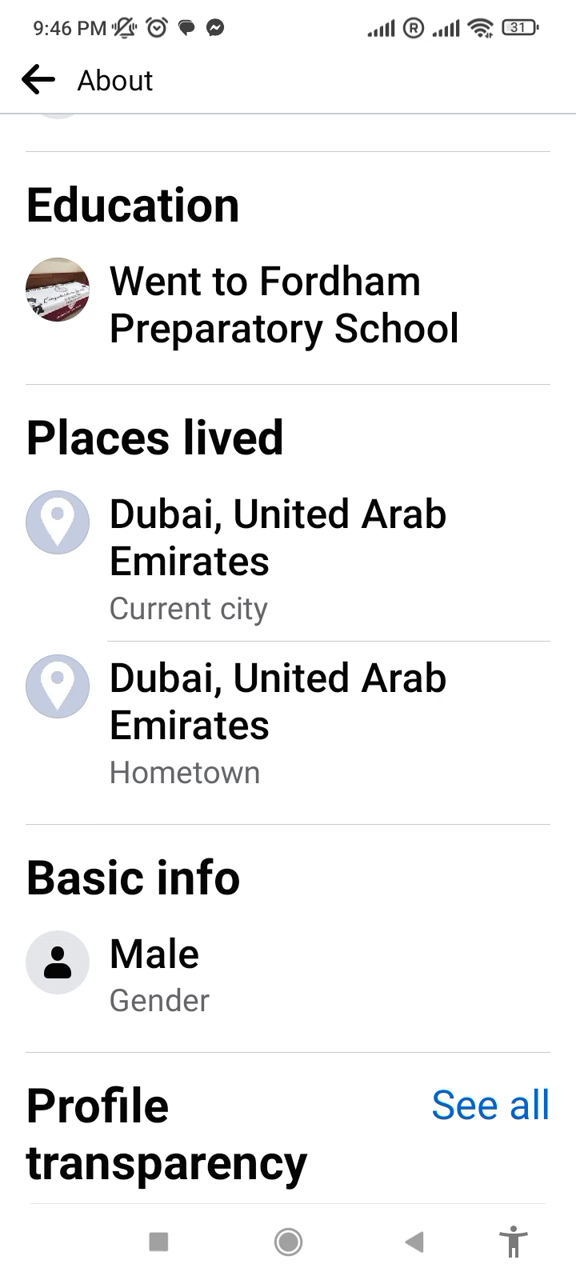 9:46 PM
R
31
About
Education
Went to Fordham
Preparatory School
Places lived
Dubai, United Arab
Emirates
Current city
Dubai, United Arab
Emirates
Hometown
Basic info
Male
Gender
Profile
See all
transparency